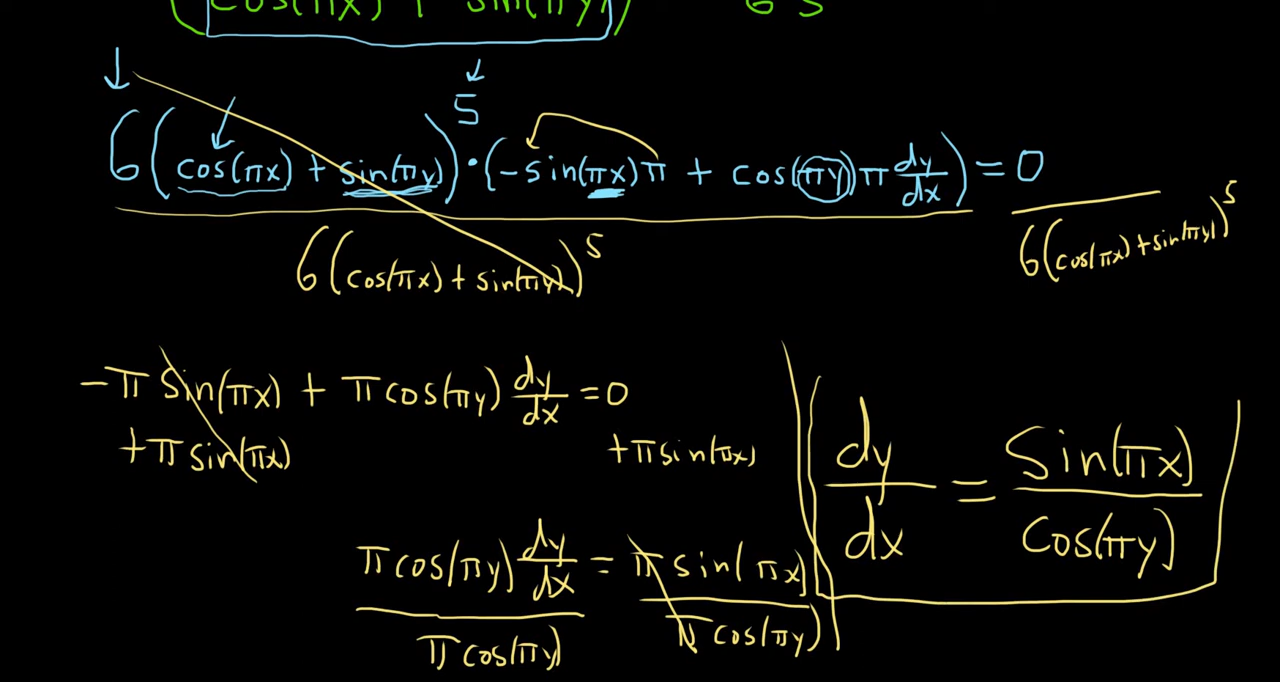 (cos(πx) + sin(πy))
6(cos(πx) + sin(πy))^5 · (-sin(πx)π + cos(πy)π dy/dx) = 0
6(cos(πx) + sin(πy))^5 6(cos(πx) + sin(πy))^5
-π sin(πx) + π cos(πy) dy/dx = 0
+π sin(πx) +π sin(πx)
dy/dx = sin(πx)/cos(πy)
π cos(πy) dy/dx = π sin(πx)
π cos(πy) π cos(πy)